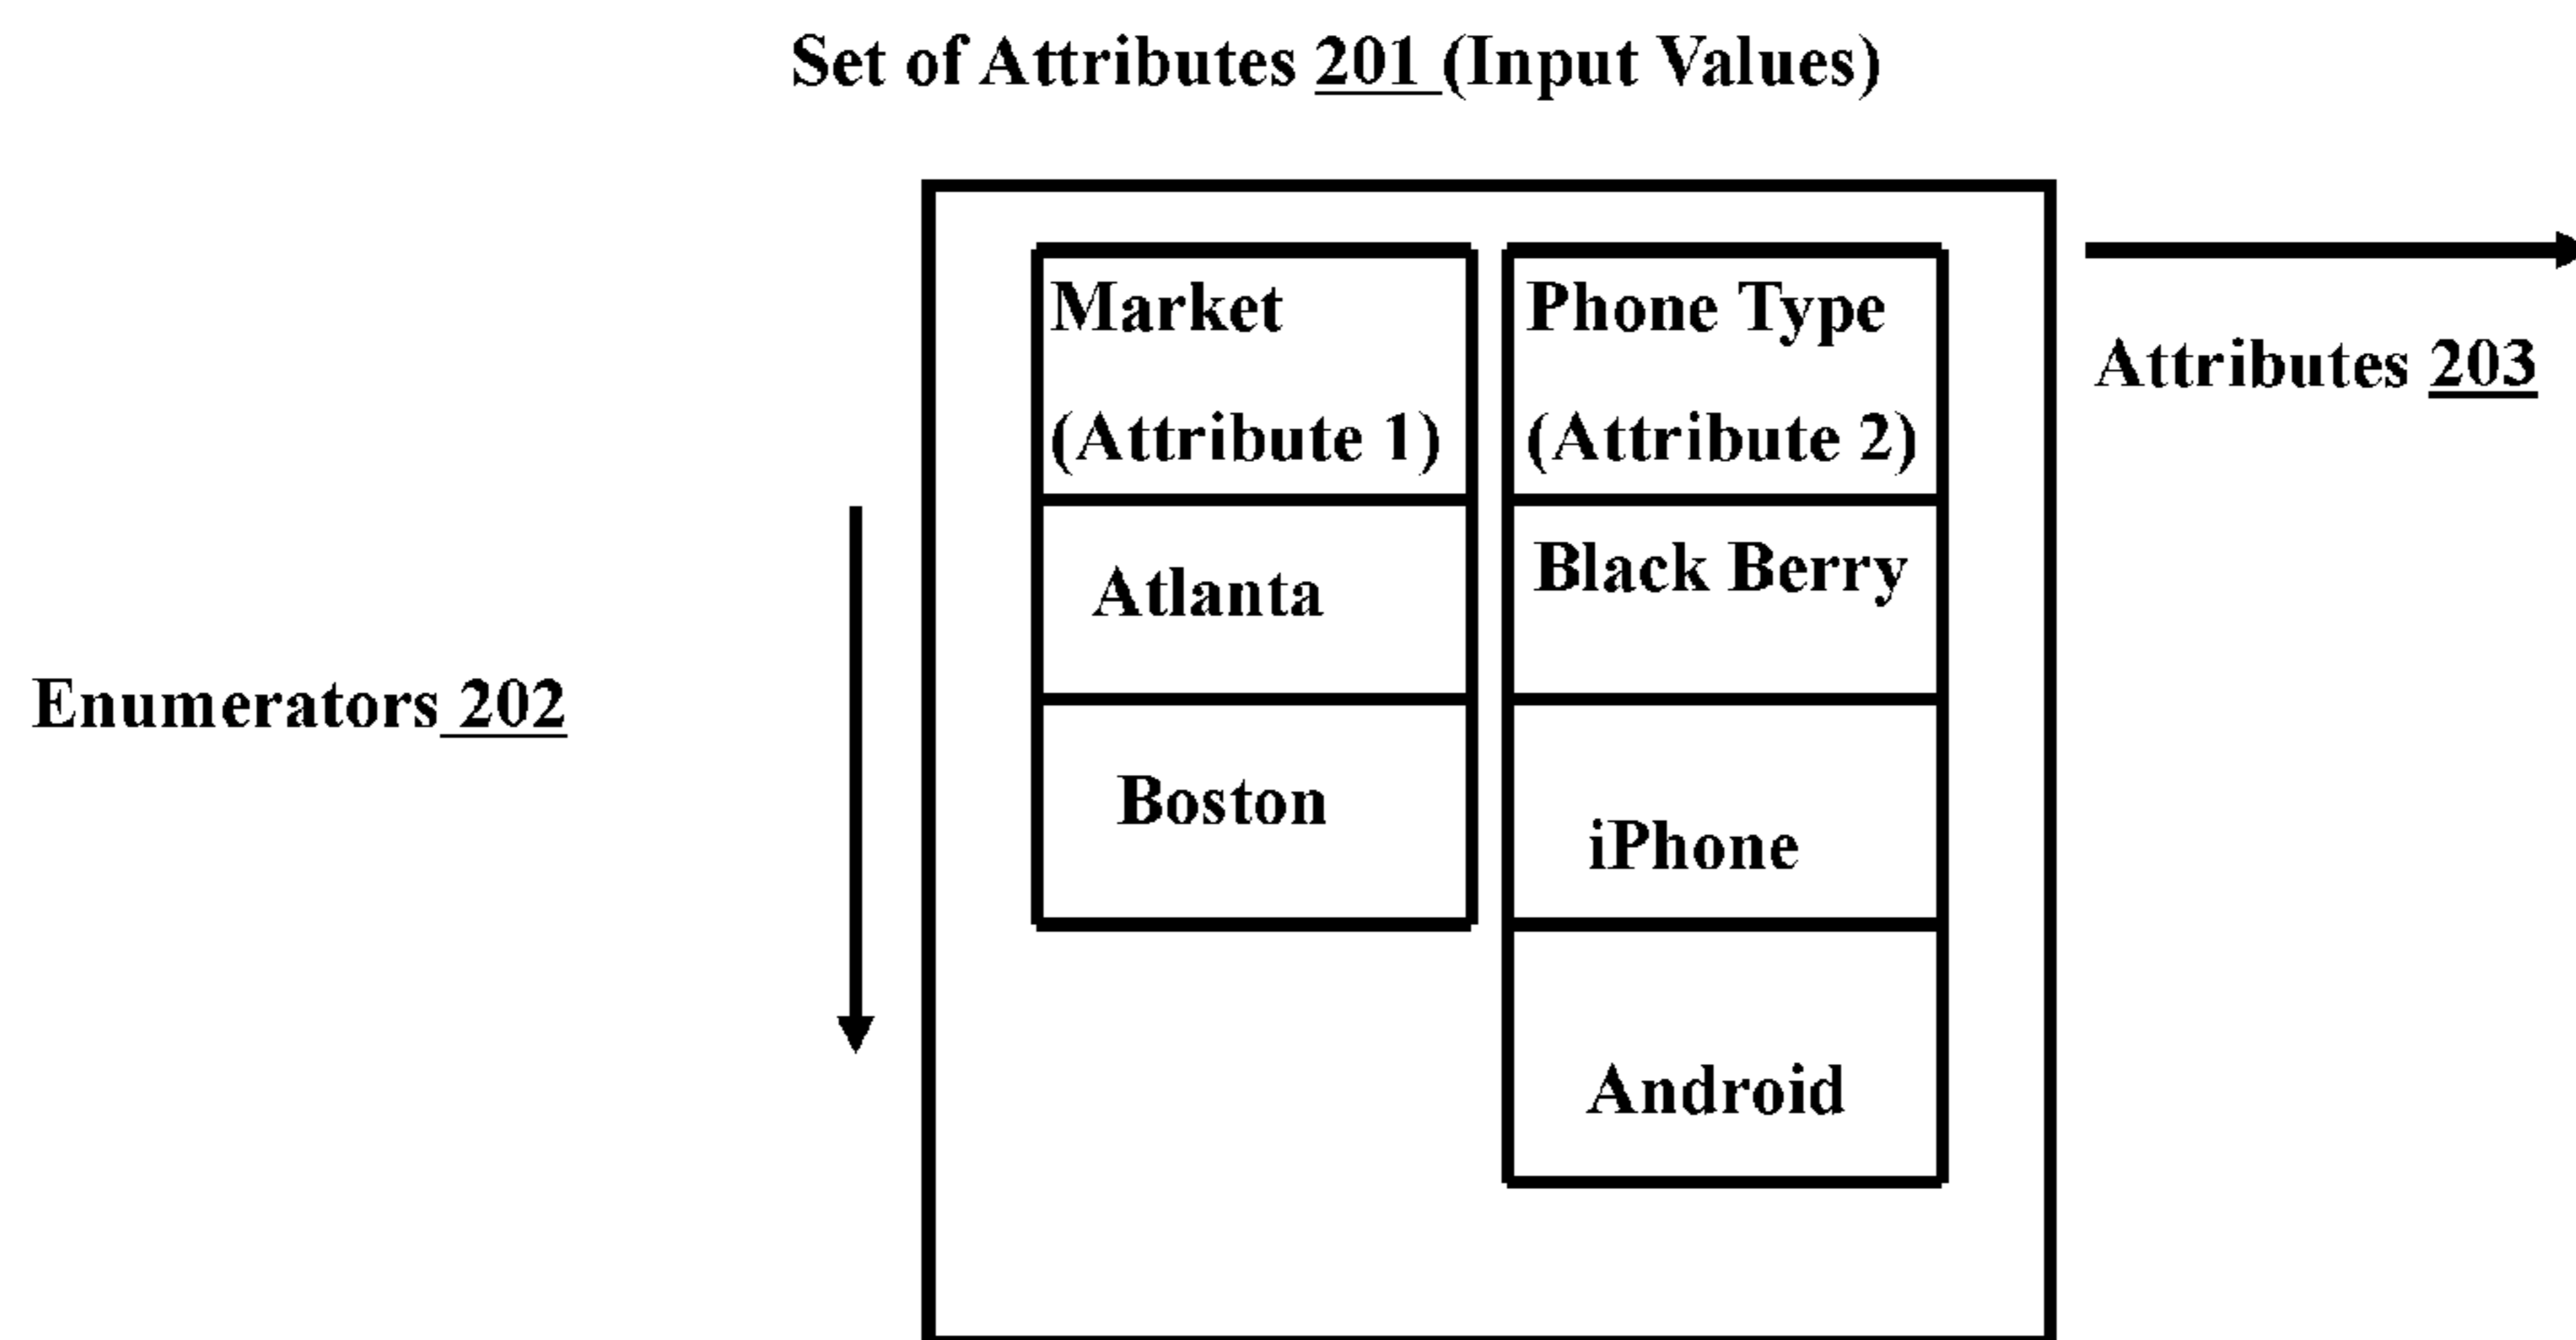 Set of Attributes 201 (Input Values)
Market
(Attribute 1)
Phone Type
(Attribute 2)
Attributes 203
Atlanta
Black Berry
Enumerators 202
Boston
iPhone
Android